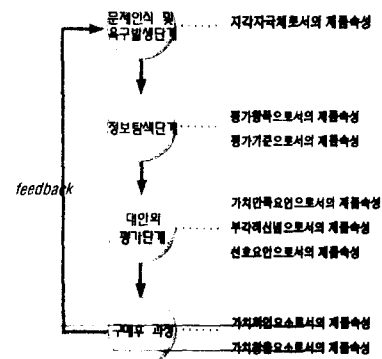 문제인식 및
욕구발생단계
지각자극체로서의 제품속성
정보탐색단계
평가항목으로서의 제품속성
평가기준으로서의 제품속성
feedback
대안의
평가단계
가치만족요인으로서의 제품속성
부각례신념으로서의 제품속성
선호요인으로서의 제품속성
구매후 과정
가치확인요소로서의 제품속성
가치창출요소로서의 제품속성